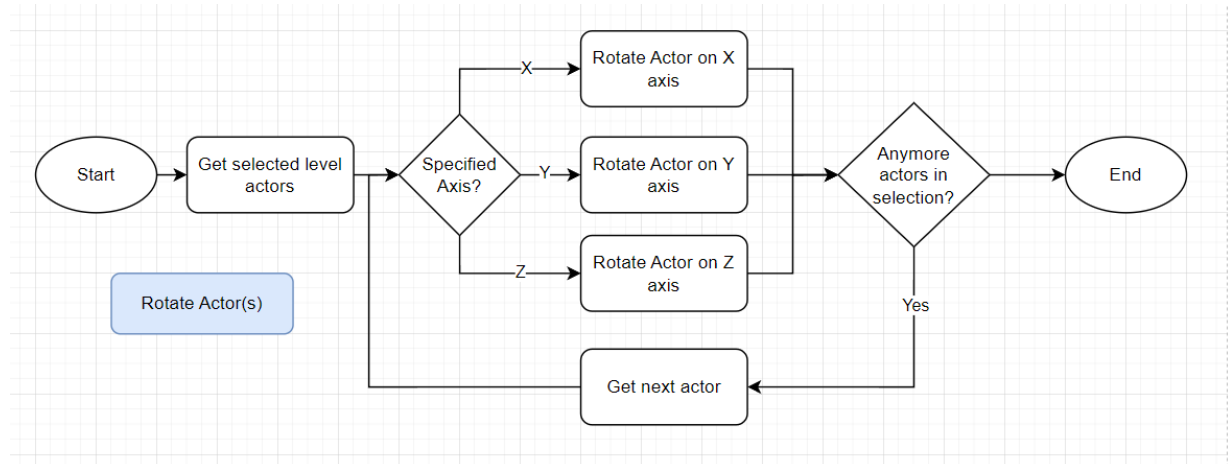 Start
Get selected level
actors
Specified
Axis?
X
Rotate Actor on X
axis
Y
Rotate Actor on Y
axis
Z
Rotate Actor on Z
axis
Anymore
actors in
selection?
End
Yes
Get next actor
Rotate Actor(s)